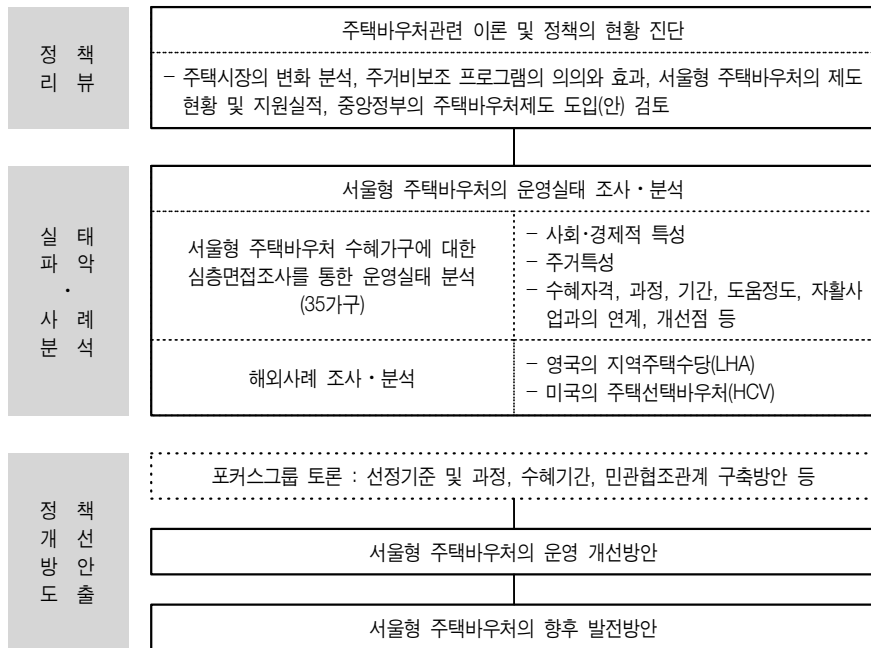 정 책
리 뷰
주택바우처관련 이론 및 정책의 현황 진단
- 주택시장의 변화 분석, 주거비보조 프로그램의 의의와 효과, 서울형 주택바우처의 제도
현황 및 지원실적, 중앙정부의 주택바우처제도 도입(안) 검토
실 태
파 악
·
사 례
분 석
서울형 주택바우처의 운영실태 조사・분석
서울형 주택바우처 수혜가구에 대한
심층면접조사를 통한 운영실태 분석
(35가구)
- 사회·경제적 특성
- 주거특성
- 수혜자격, 과정, 기간, 도움정도, 자활사
업과의 연계, 개선점 등
해외사례 조사・분석
- 영국의 지역주택수당(LHA)
- 미국의 주택선택바우처(HCV)
정 책
개 선
방 안
도 출
포커스그룹 토론 : 선정기준 및 과정, 수혜기간, 민관협조관계 구축방안 등
서울형 주택바우처의 운영 개선방안
서울형 주택바우처의 향후 발전방안